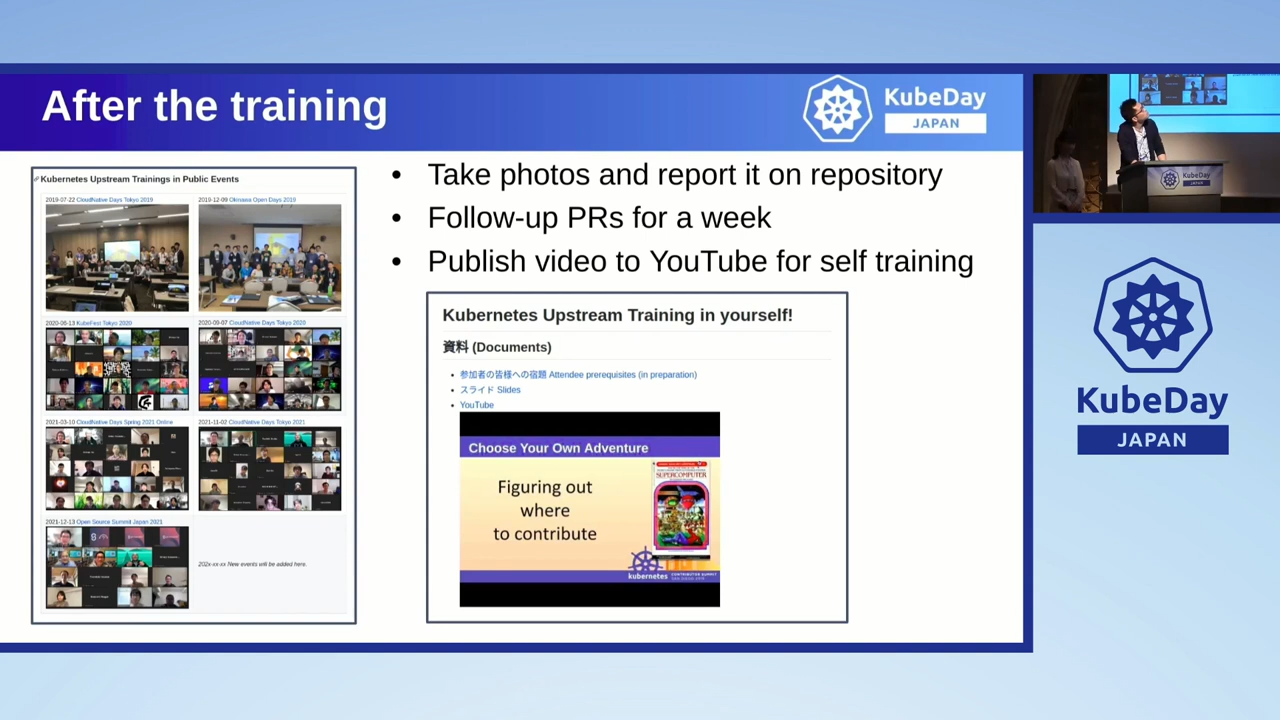 After the training
KubeDay
JAPAN
Kubernetes Upstream Trainings in Public Events
2019-07-22 CloudNative Days Tokyo 2019
2019-12-09 Okinawa Open Days 2019
2020-08-13 KubeFest Tokyo 2020
2020-09-07 CloudNative Days Tokyo 2020
2021-03-10 CloudNative Days Spring 2021 Online
2021-11-02 CloudNative Days Tokyo 2021
2021-12-13 Open Source Summit Japan 2021
202x-xx-xx New events will be added here.
• Take photos and report it on repository
• Follow-up PRs for a week
• Publish video to YouTube for self training
Kubernetes Upstream Training in yourself!
資料 (Documents)
• 参加者の皆様への宿題 Attendee prerequisites (in preparation)
• スライド Slides
• YouTube
Choose Your Own Adventure
Figuring out
where
to contribute
SUPERCOMPUTER
kubernetes
CONTRIBUTOR SUMMIT
KubeDay
JAPAN
KubeDay
JAPAN